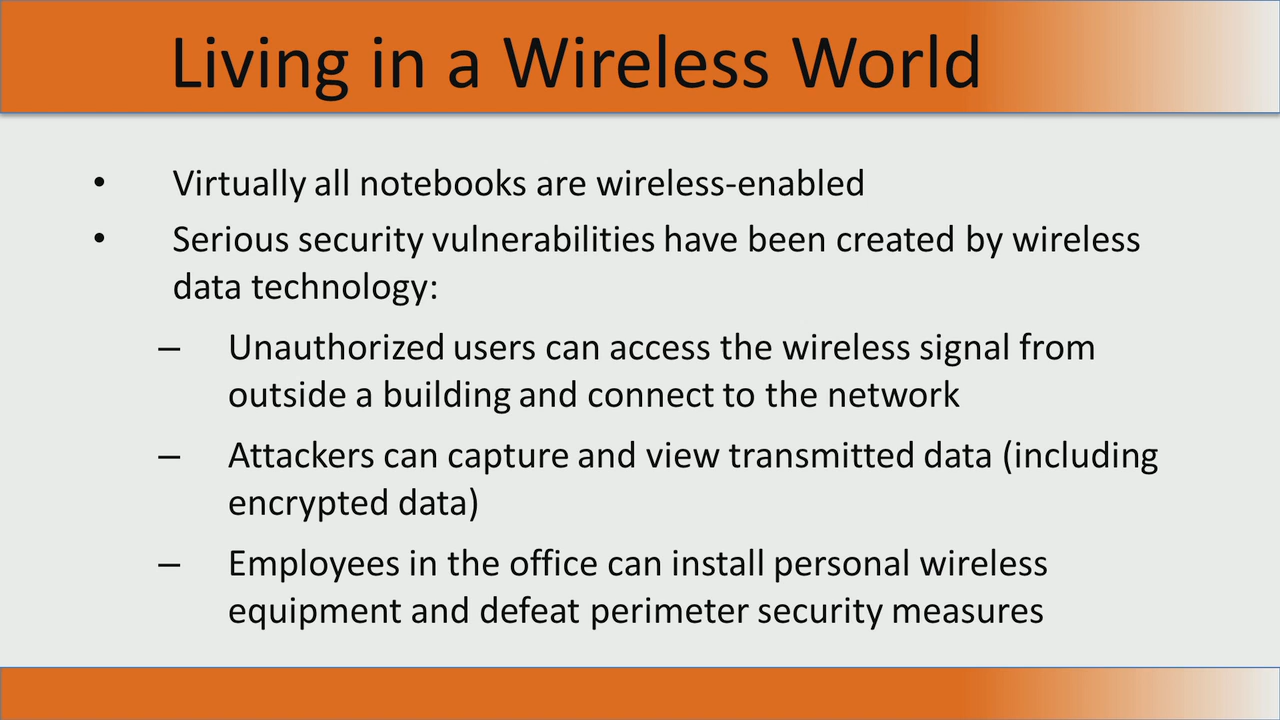 Living in a Wireless World
• Virtually all notebooks are wireless-enabled
• Serious security vulnerabilities have been created by wireless
data technology:
– Unauthorized users can access the wireless signal from
outside a building and connect to the network
– Attackers can capture and view transmitted data (including
encrypted data)
– Employees in the office can install personal wireless
equipment and defeat perimeter security measures